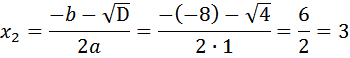 x₂ = (-b - √D) / 2a = (-(-8) - √4) / (2 · 1) = 6/2 = 3